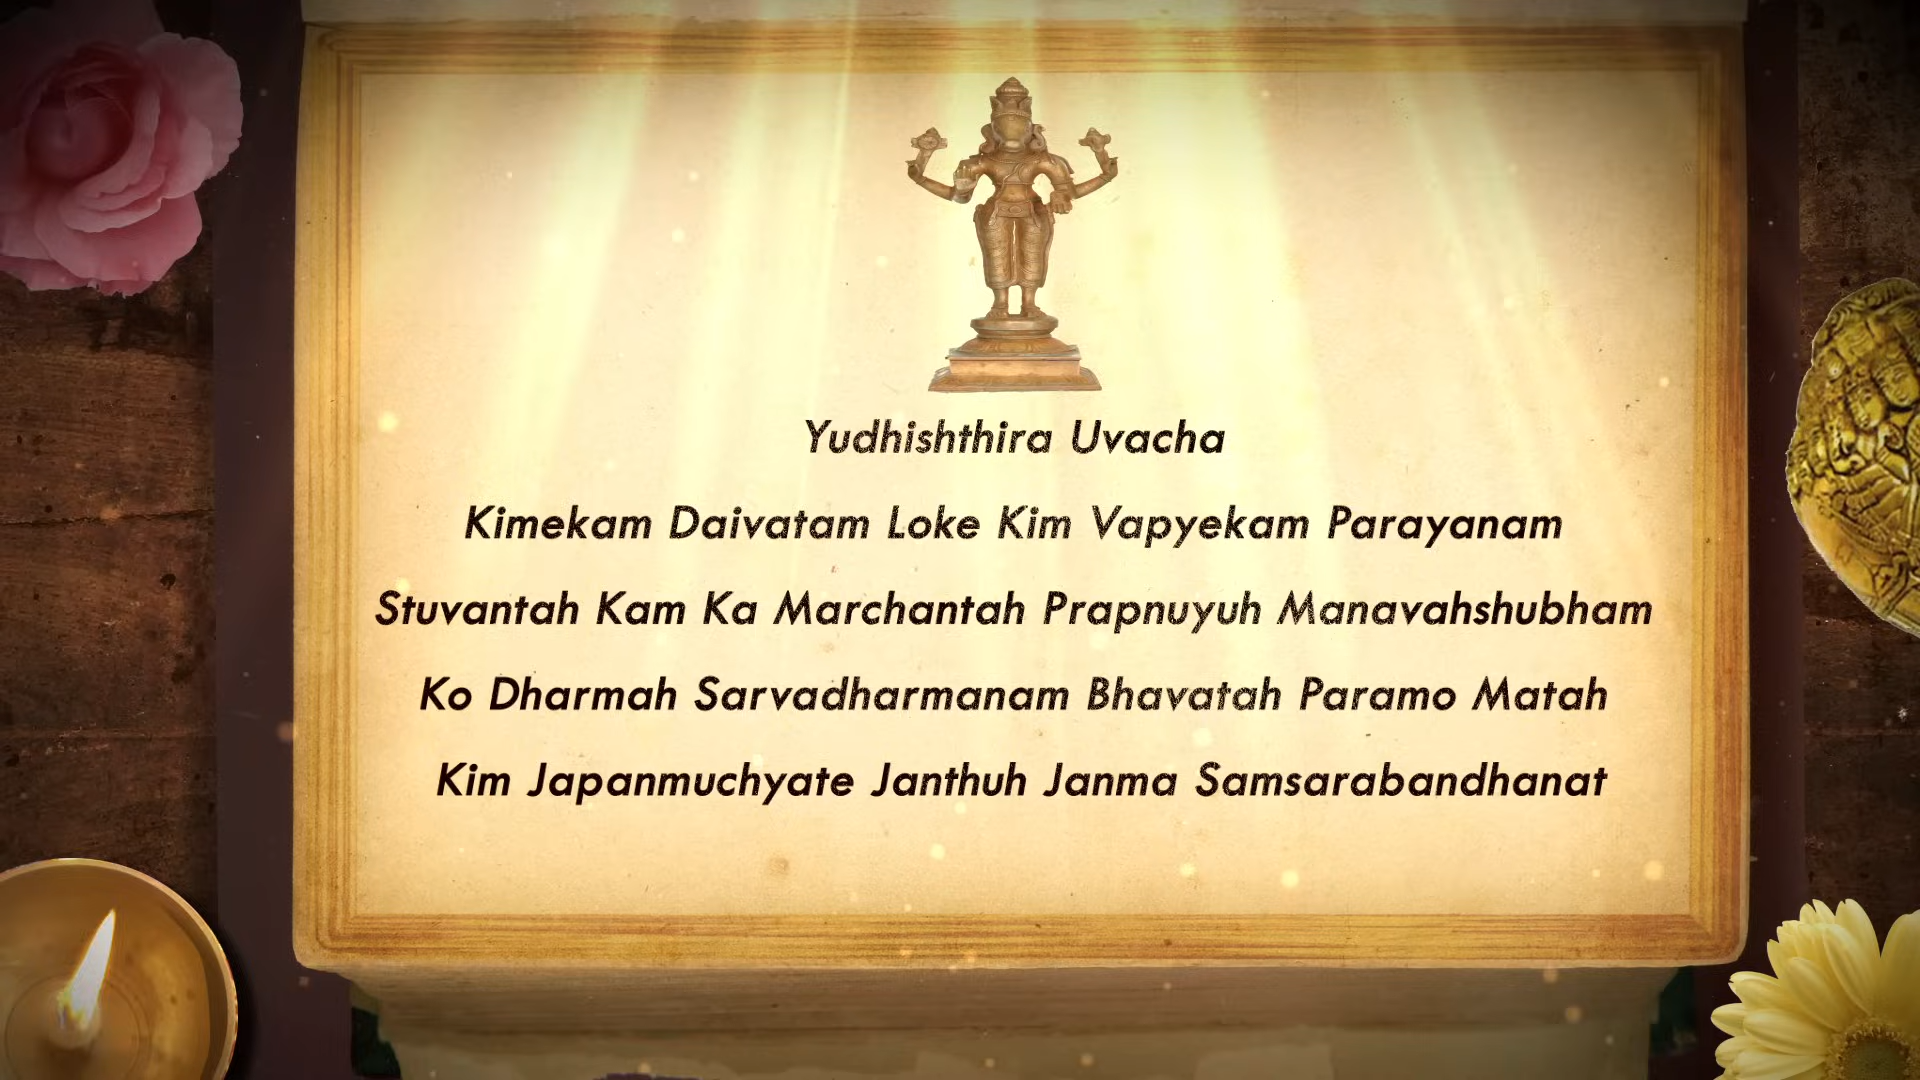 Yudhishthira Uvacha
Kimekam Daivatam Loke Kim Vapyekam Parayanam
Stuvantah Kam Ka Marchantah Prapnuyuh Manavahshubham
Ko Dharmah Sarvadharmanam Bhavatah Paramo Matah
Kim Japanmuchyate Janthuh Janma Samsarabandhanat